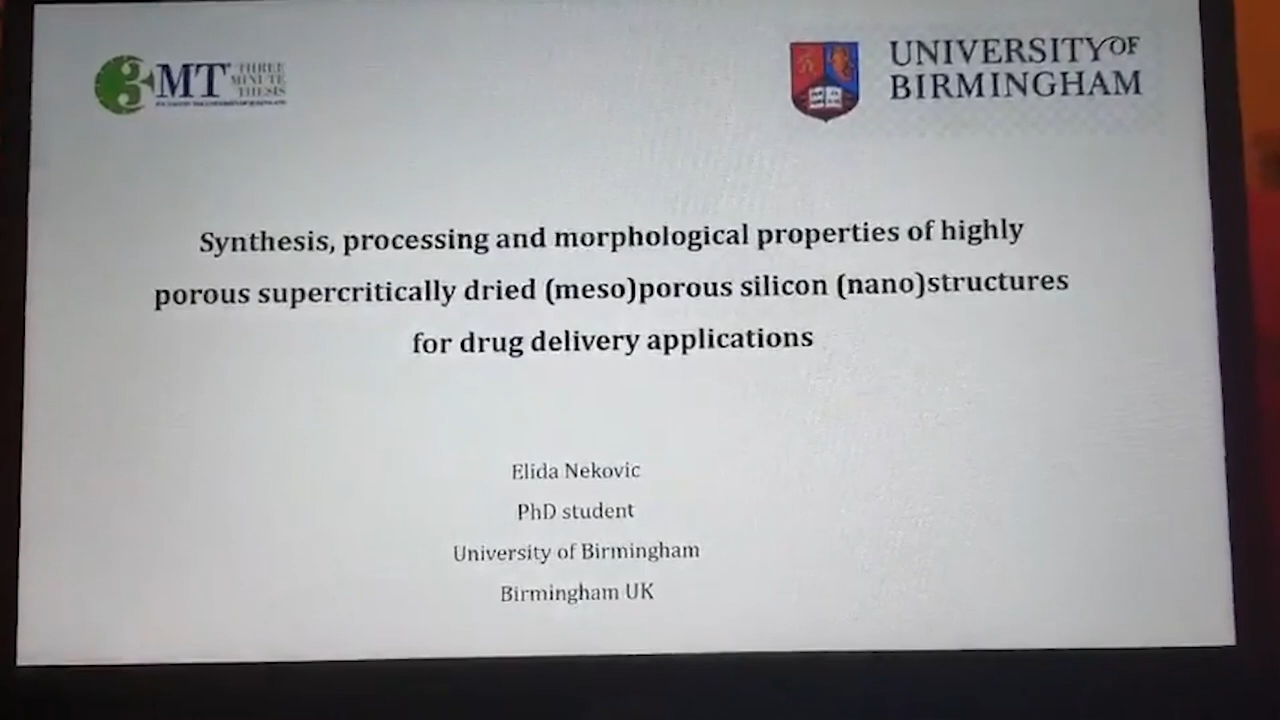 3MT THREE
MINUTE
THESIS
UNIVERSITY OF
BIRMINGHAM
Synthesis, processing and morphological properties of highly
porous supercritically dried (meso)porous silicon (nano)structures
for drug delivery applications
Elida Nekovic
PhD student
University of Birmingham
Birmingham UK